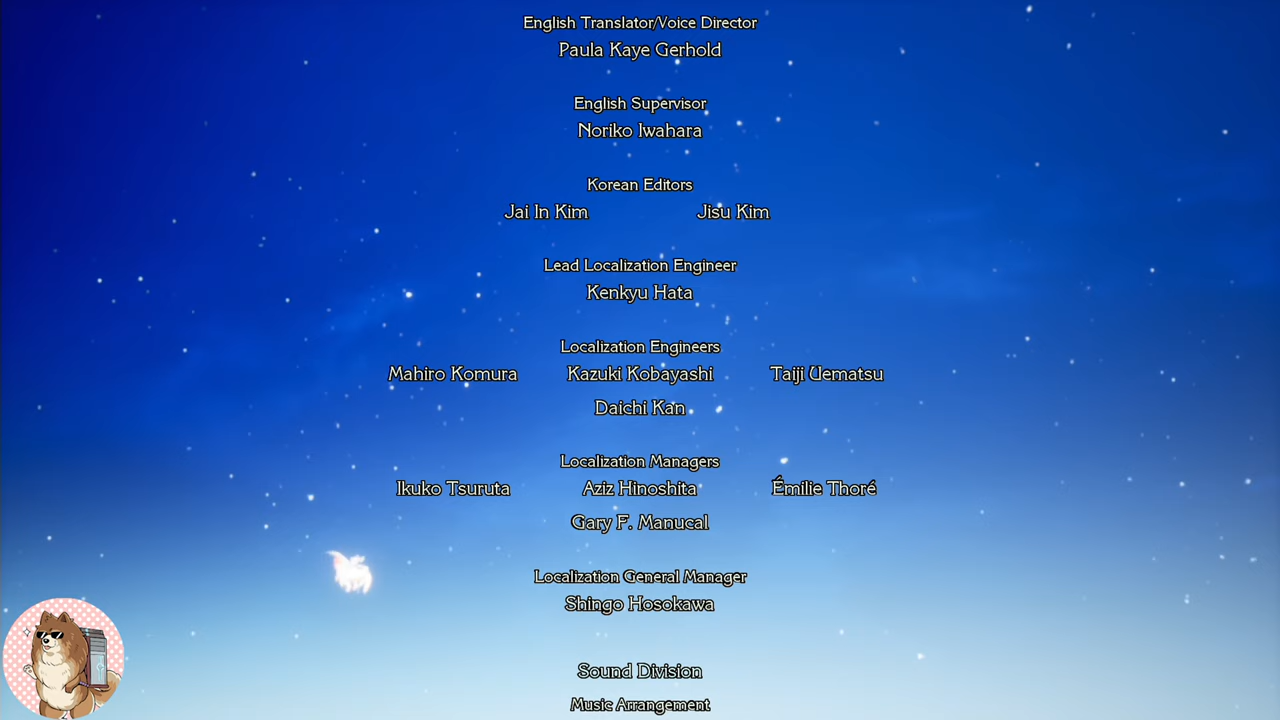 English Translator/Voice Director
Paula Kaye Gerhold
English Supervisor
Noriko Iwahara
Korean Editors
Jai In Kim Jisu Kim
Lead Localization Engineer
Kenkyu Hata
Localization Engineers
Mahiro Komura Kazuki Kobayashi Taiji Uematsu
Daichi Kan
Localization Managers
Ikuko Tsuruta Aziz Hinoshita Émilie Thoré
Gary F. Manucal
Localization General Manager
Shingo Hosokawa
Sound Division
Music Arrangement